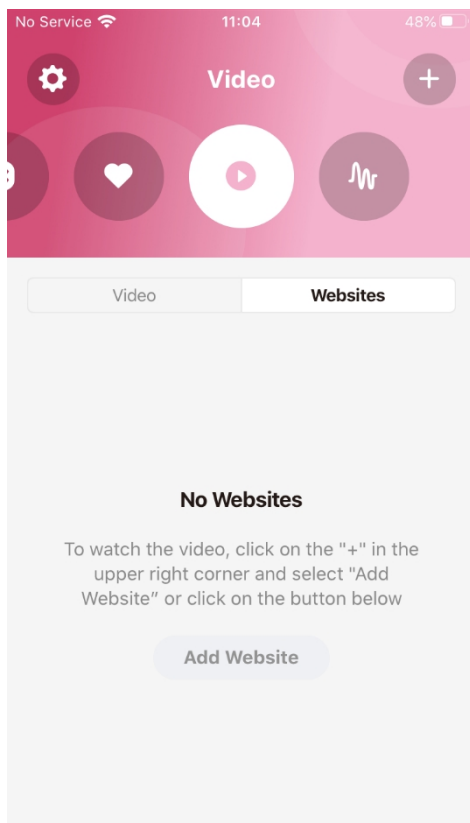 No Service 11:04 48%
Video
Video Websites
No Websites
To watch the video, click on the "+" in the
upper right corner and select "Add
Website” or click on the button below
Add Website